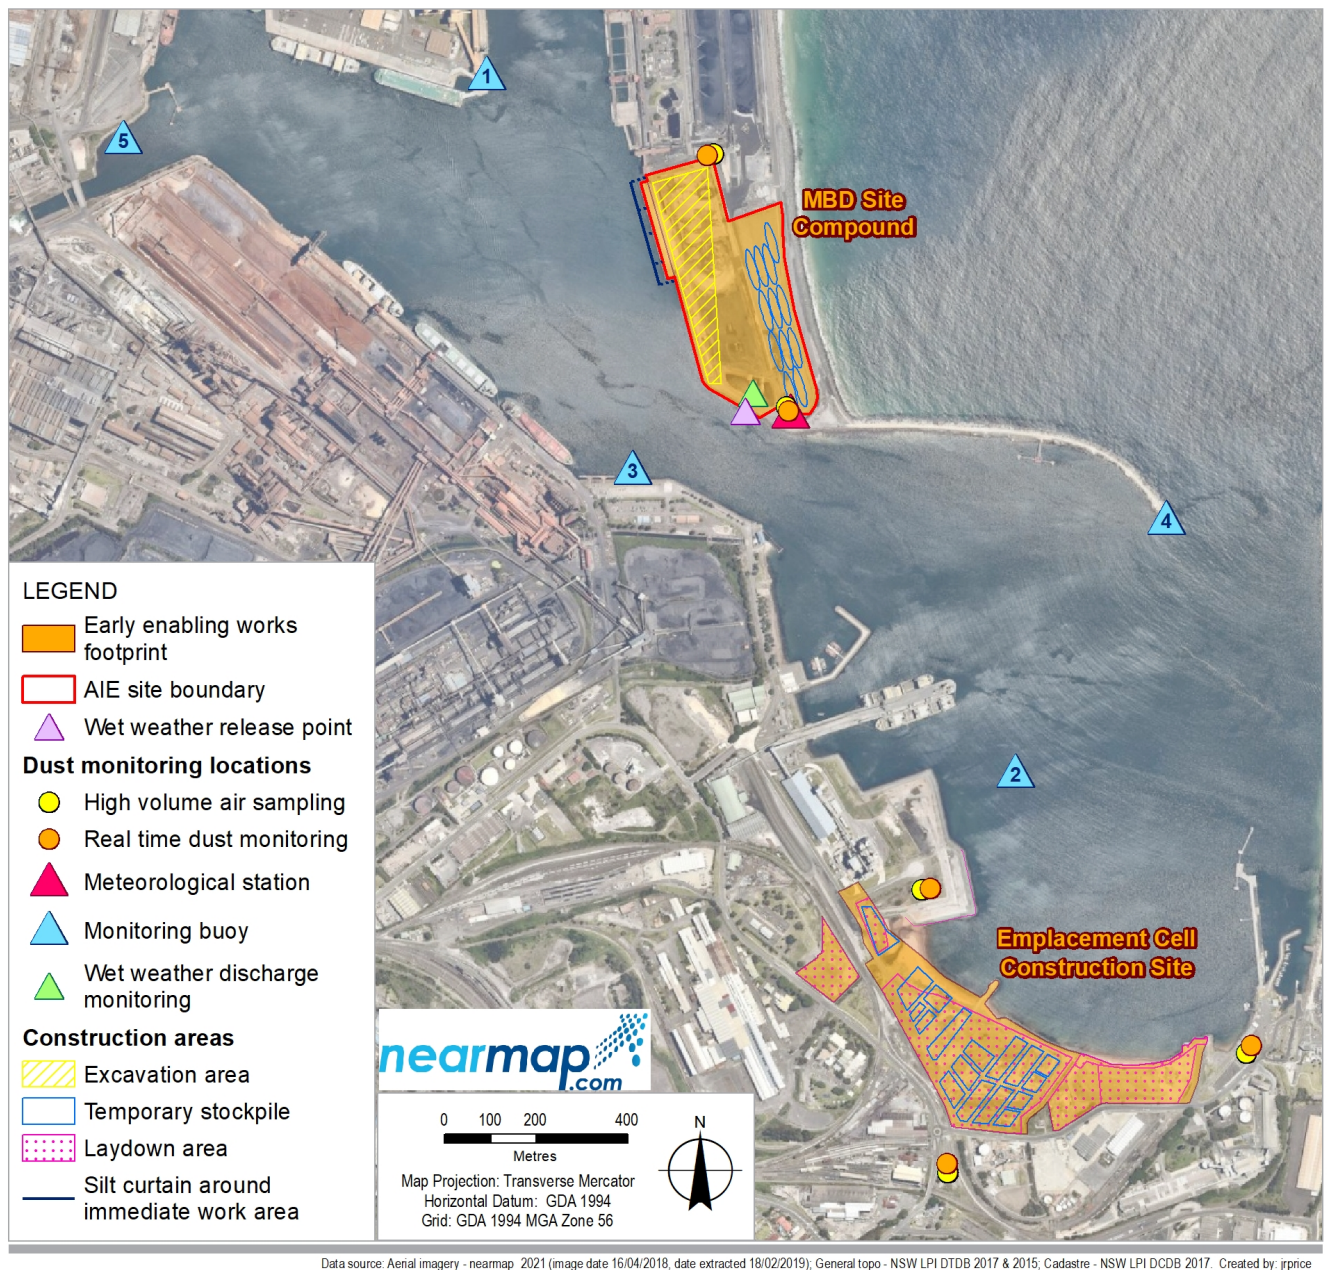 1
5
MBD Site
Compound
3
4
2
Emplacement Cell
Construction Site
LEGEND
Early enabling works
footprint
AIE site boundary
Wet weather release point
Dust monitoring locations
High volume air sampling
Real time dust monitoring
Meteorological station
Monitoring buoy
Wet weather discharge
monitoring
Construction areas
Excavation area
Temporary stockpile
Laydown area
Silt curtain around
immediate work area
nearmap
.com
0 100 200 400
Metres
Map Projection: Transverse Mercator
Horizontal Datum: GDA 1994
Grid: GDA 1994 MGA Zone 56
N
Data source: Aerial imagery - nearmap 2021 (image date 16/04/2018, date extracted 18/02/2019); General topo - NSW LPI DTDB 2017 & 2015; Cadastre - NSW LPI DCDB 2017. Created by: jrprice